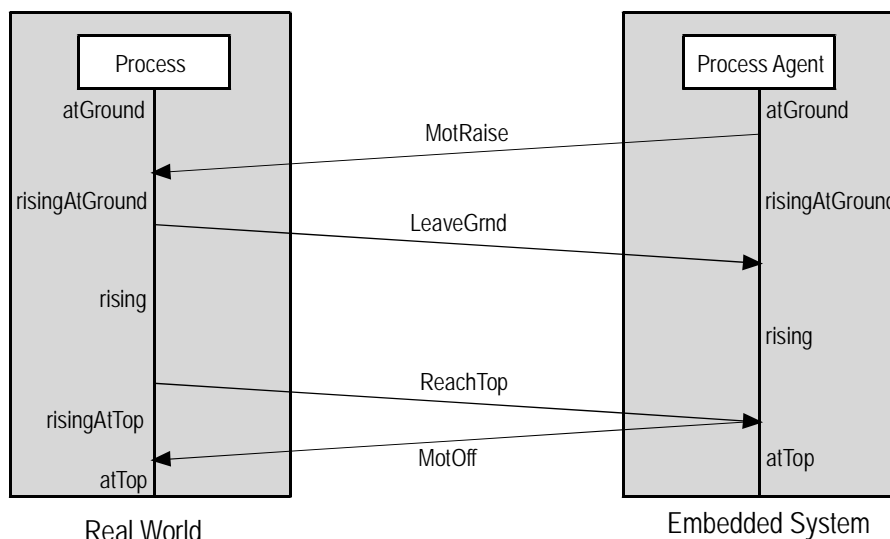 Process
Process Agent
atGround
atGround
MotRaise
risingAtGround
risingAtGround
LeaveGrnd
rising
rising
ReachTop
risingAtTop
MotOff
atTop
atTop
Real World
Embedded System